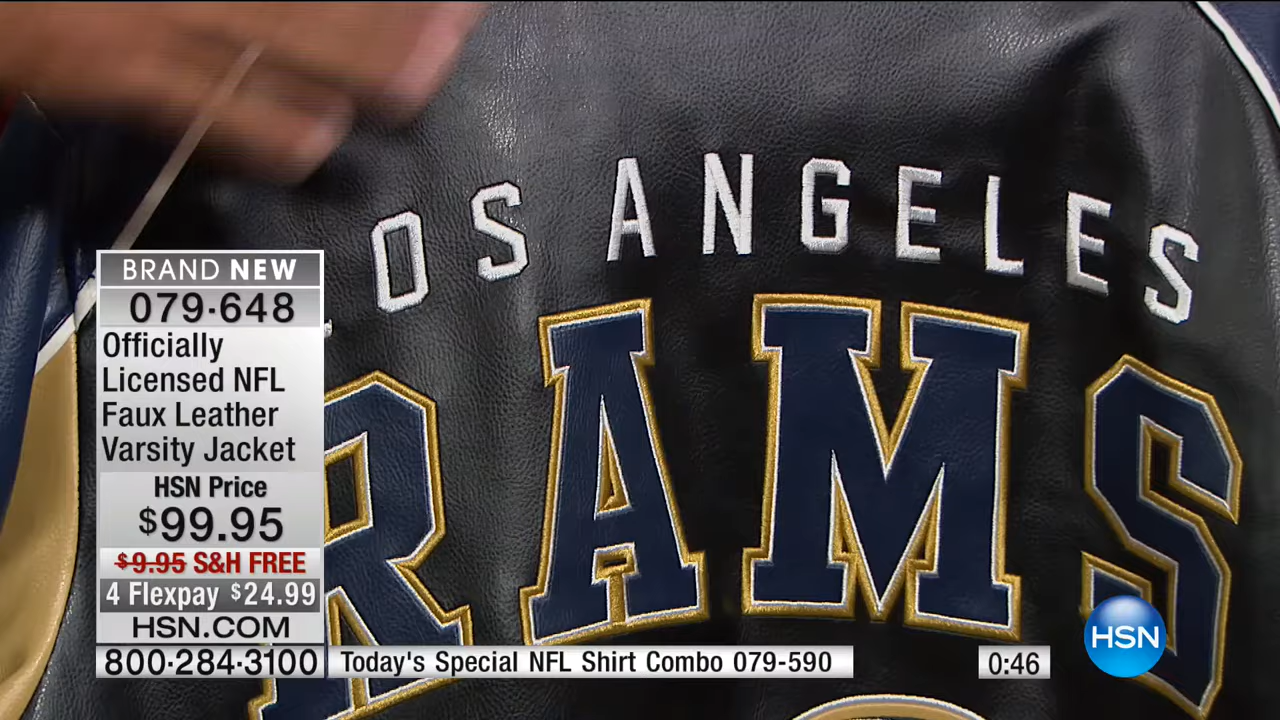 OS ANGELES
RAMS
BRAND NEW
079·648
Officially
Licensed NFL
Faux Leather
Varsity Jacket
HSN Price
$99.95
$9.95 S&H FREE
4 Flexpay $24.99
HSN.COM
800·284·3100
Today's Special NFL Shirt Combo 079-590
0:46
HSN